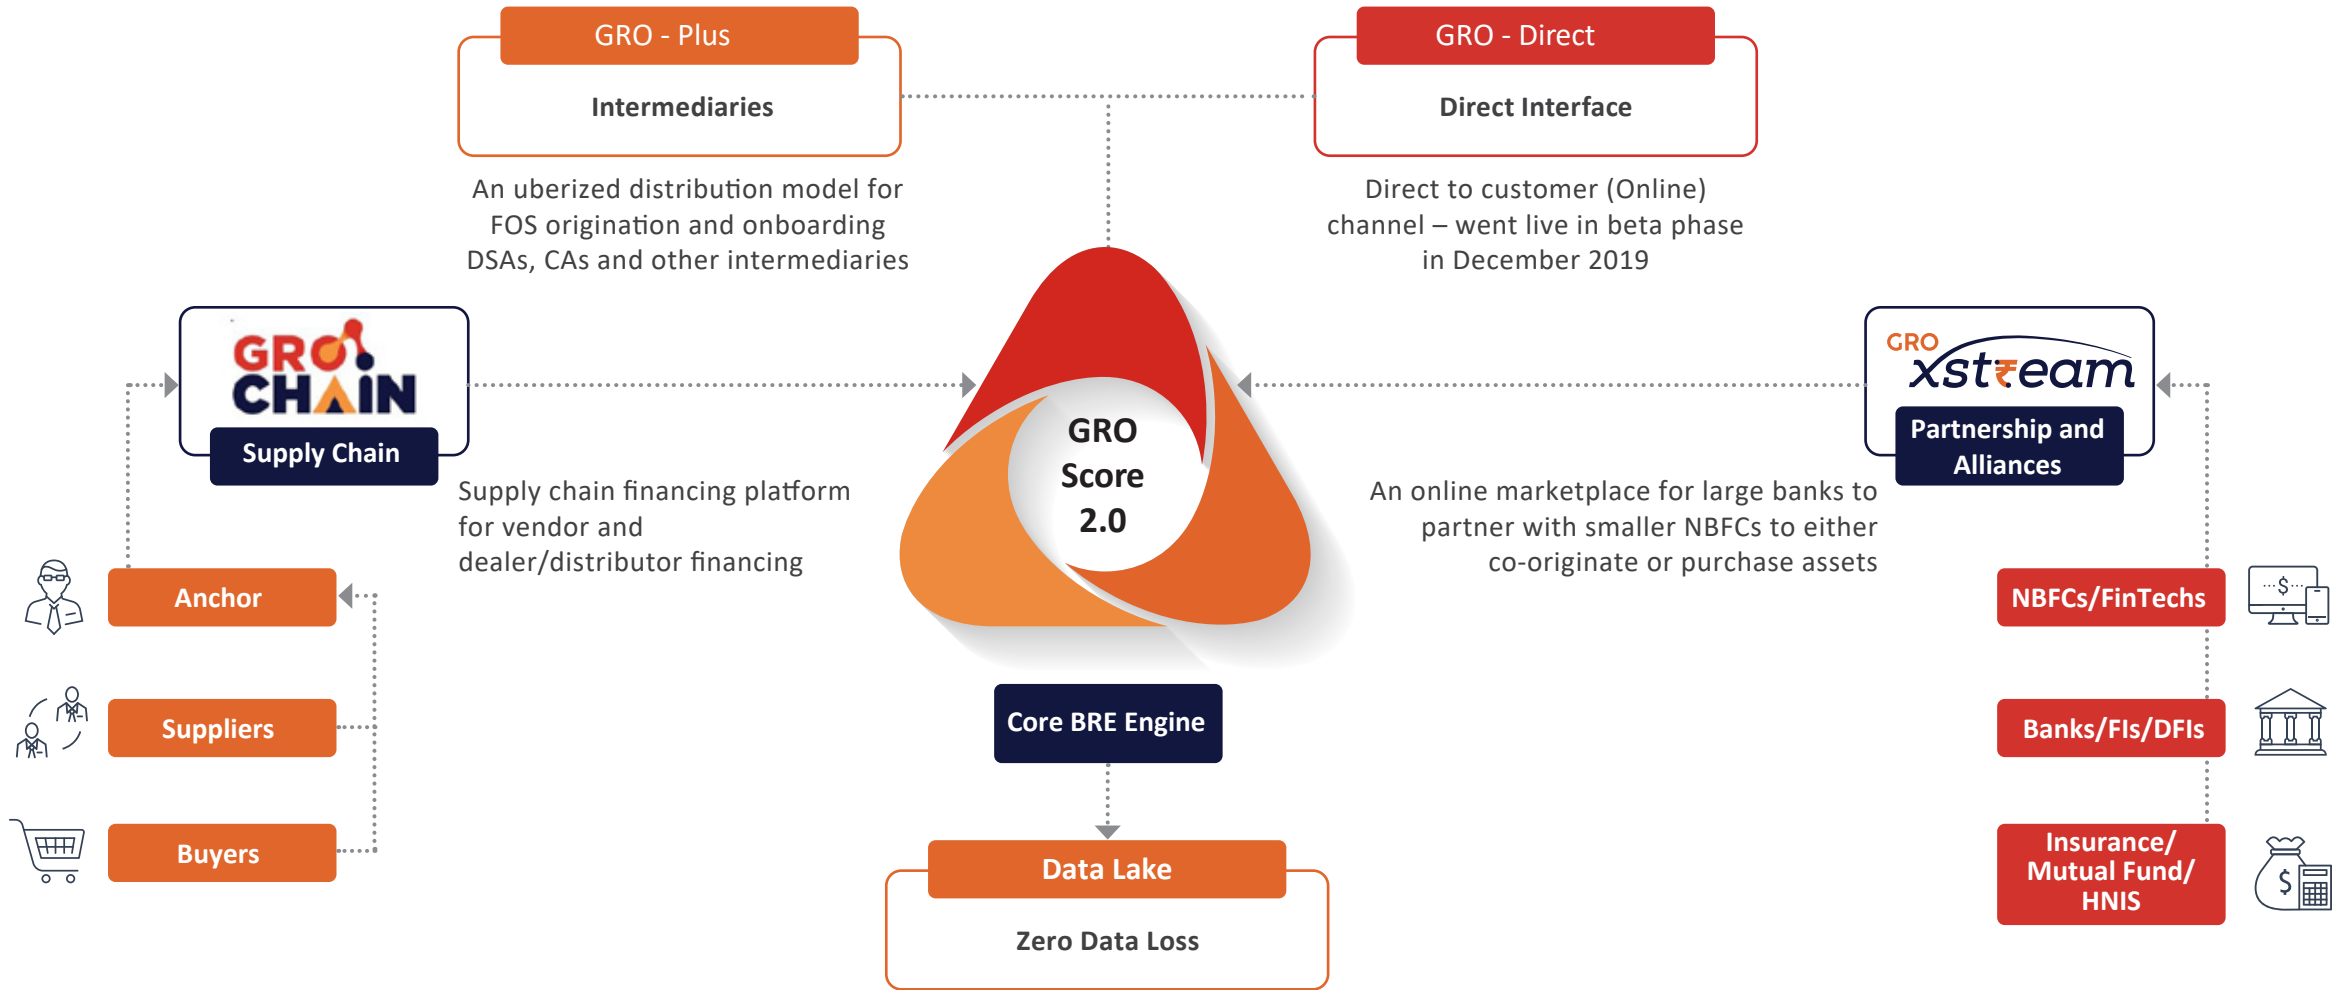 GRO - Plus
Intermediaries
An uberized distribution model for
FOS origination and onboarding
DSAs, CAs and other intermediaries
GRO - Direct
Direct Interface
Direct to customer (Online)
channel – went live in beta phase
in December 2019
GRO
CHAIN
Supply Chain
Supply chain financing platform
for vendor and
dealer/distributor financing
GRO
Score
2.0
GRO
xstream
Partnership and
Alliances
An online marketplace for large banks to
partner with smaller NBFCs to either
co-originate or purchase assets
Anchor
Suppliers
Buyers
NBFCs/FinTechs
$
Banks/FIs/DFIs
Insurance/
Mutual Fund/
HNIS
$
Core BRE Engine
Data Lake
Zero Data Loss